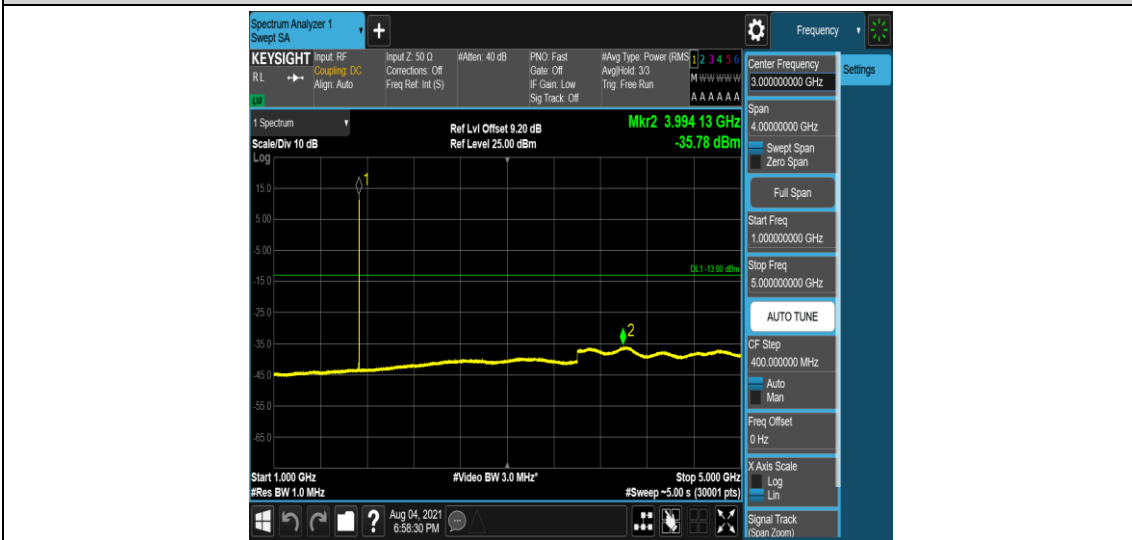 Spectrum Analyzer 1
Swept SA
+
Frequency
KEYSIGHT
RL
LXI
Input: RF
Coupling: DC
Align: Auto
Input Z: 50 Ω
Corrections: Off
Freq Ref: Int (S)
#Atten: 40 dB
PNO: Fast
Gate: Off
IF Gain: Low
Sig Track: Off
#Avg Type: Power (RMS
Avg|Hold: 3/3
Trig: Free Run
1 2 3 4 5 6
M W W W W W
A A A A A A
1 Spectrum
Scale/Div 10 dB
Log
Ref Lvl Offset 9.20 dB
Ref Level 25.00 dBm
Mkr2 3.994 13 GHz
-35.78 dBm
15.0
5.00
-5.00
-15.0
-25.0
-35.0
-45.0
-55.0
-65.0
1
DL1 -13.00 dBm
2
Start 1.000 GHz
#Res BW 1.0 MHz
#Video BW 3.0 MHz*
Stop 5.000 GHz
#Sweep ~5.00 s (30001 pts)
Aug 04, 2021
6:58:30 PM
?
Center Frequency
3.000000000 GHz
Settings
Span
4.00000000 GHz
Swept Span
Zero Span
Full Span
Start Freq
1.000000000 GHz
Stop Freq
5.000000000 GHz
AUTO TUNE
CF Step
400.000000 MHz
Auto
Man
Freq Offset
0 Hz
X Axis Scale
Log
Lin
Signal Track
(Span Zoom)